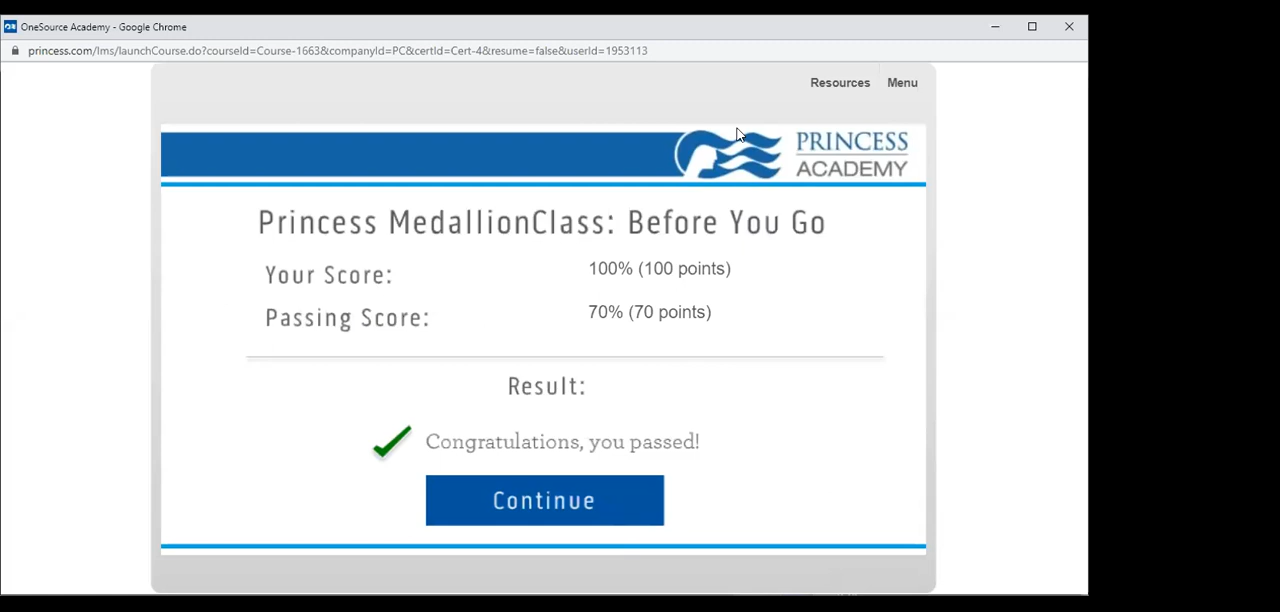 OneSource Academy - Google Chrome
princess.com/lms/launchCourse.do?courseId=Course-1663&companyId=PC&certId=Cert-4&resume=false&userId=1953113
Resources Menu
PRINCESS
ACADEMY
Princess MedallionClass: Before You Go
Your Score: 100% (100 points)
Passing Score: 70% (70 points)
Result:
Congratulations, you passed!
Continue